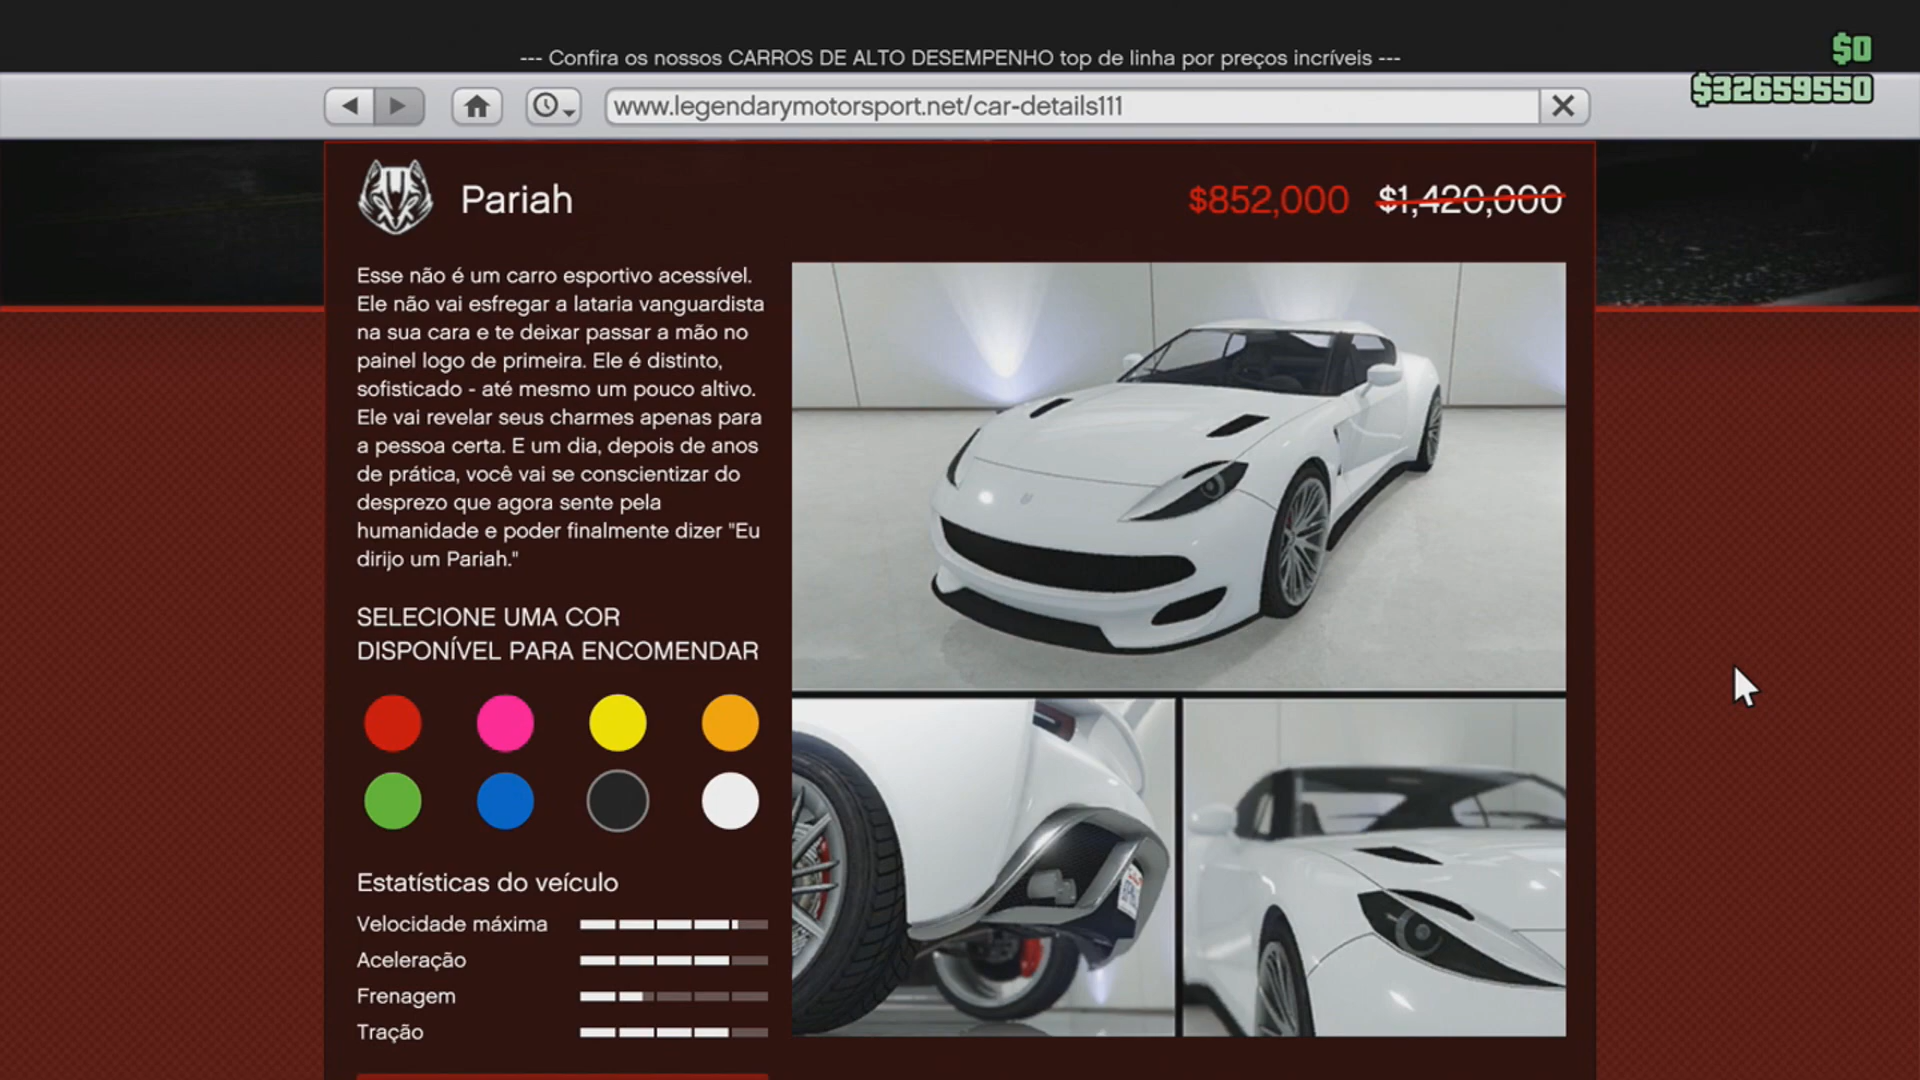 --- Confira os nossos CARROS DE ALTO DESEMPENHO top de linha por preços incríveis ---
$0
$32659550
www.legendarymotorsport.net/car-details111
Pariah
$852,000 $1,420,000
Esse não é um carro esportivo acessível.
Ele não vai esfregar a lataria vanguardista
na sua cara e te deixar passar a mão no
painel logo de primeira. Ele é distinto,
sofisticado - até mesmo um pouco altivo.
Ele vai revelar seus charmes apenas para
a pessoa certa. E um dia, depois de anos
de prática, você vai se conscientizar do
desprezo que agora sente pela
humanidade e poder finalmente dizer "Eu
dirijo um Pariah."
SELECIONE UMA COR
DISPONÍVEL PARA ENCOMENDAR
Estatísticas do veículo
Velocidade máxima
Aceleração
Frenagem
Tração